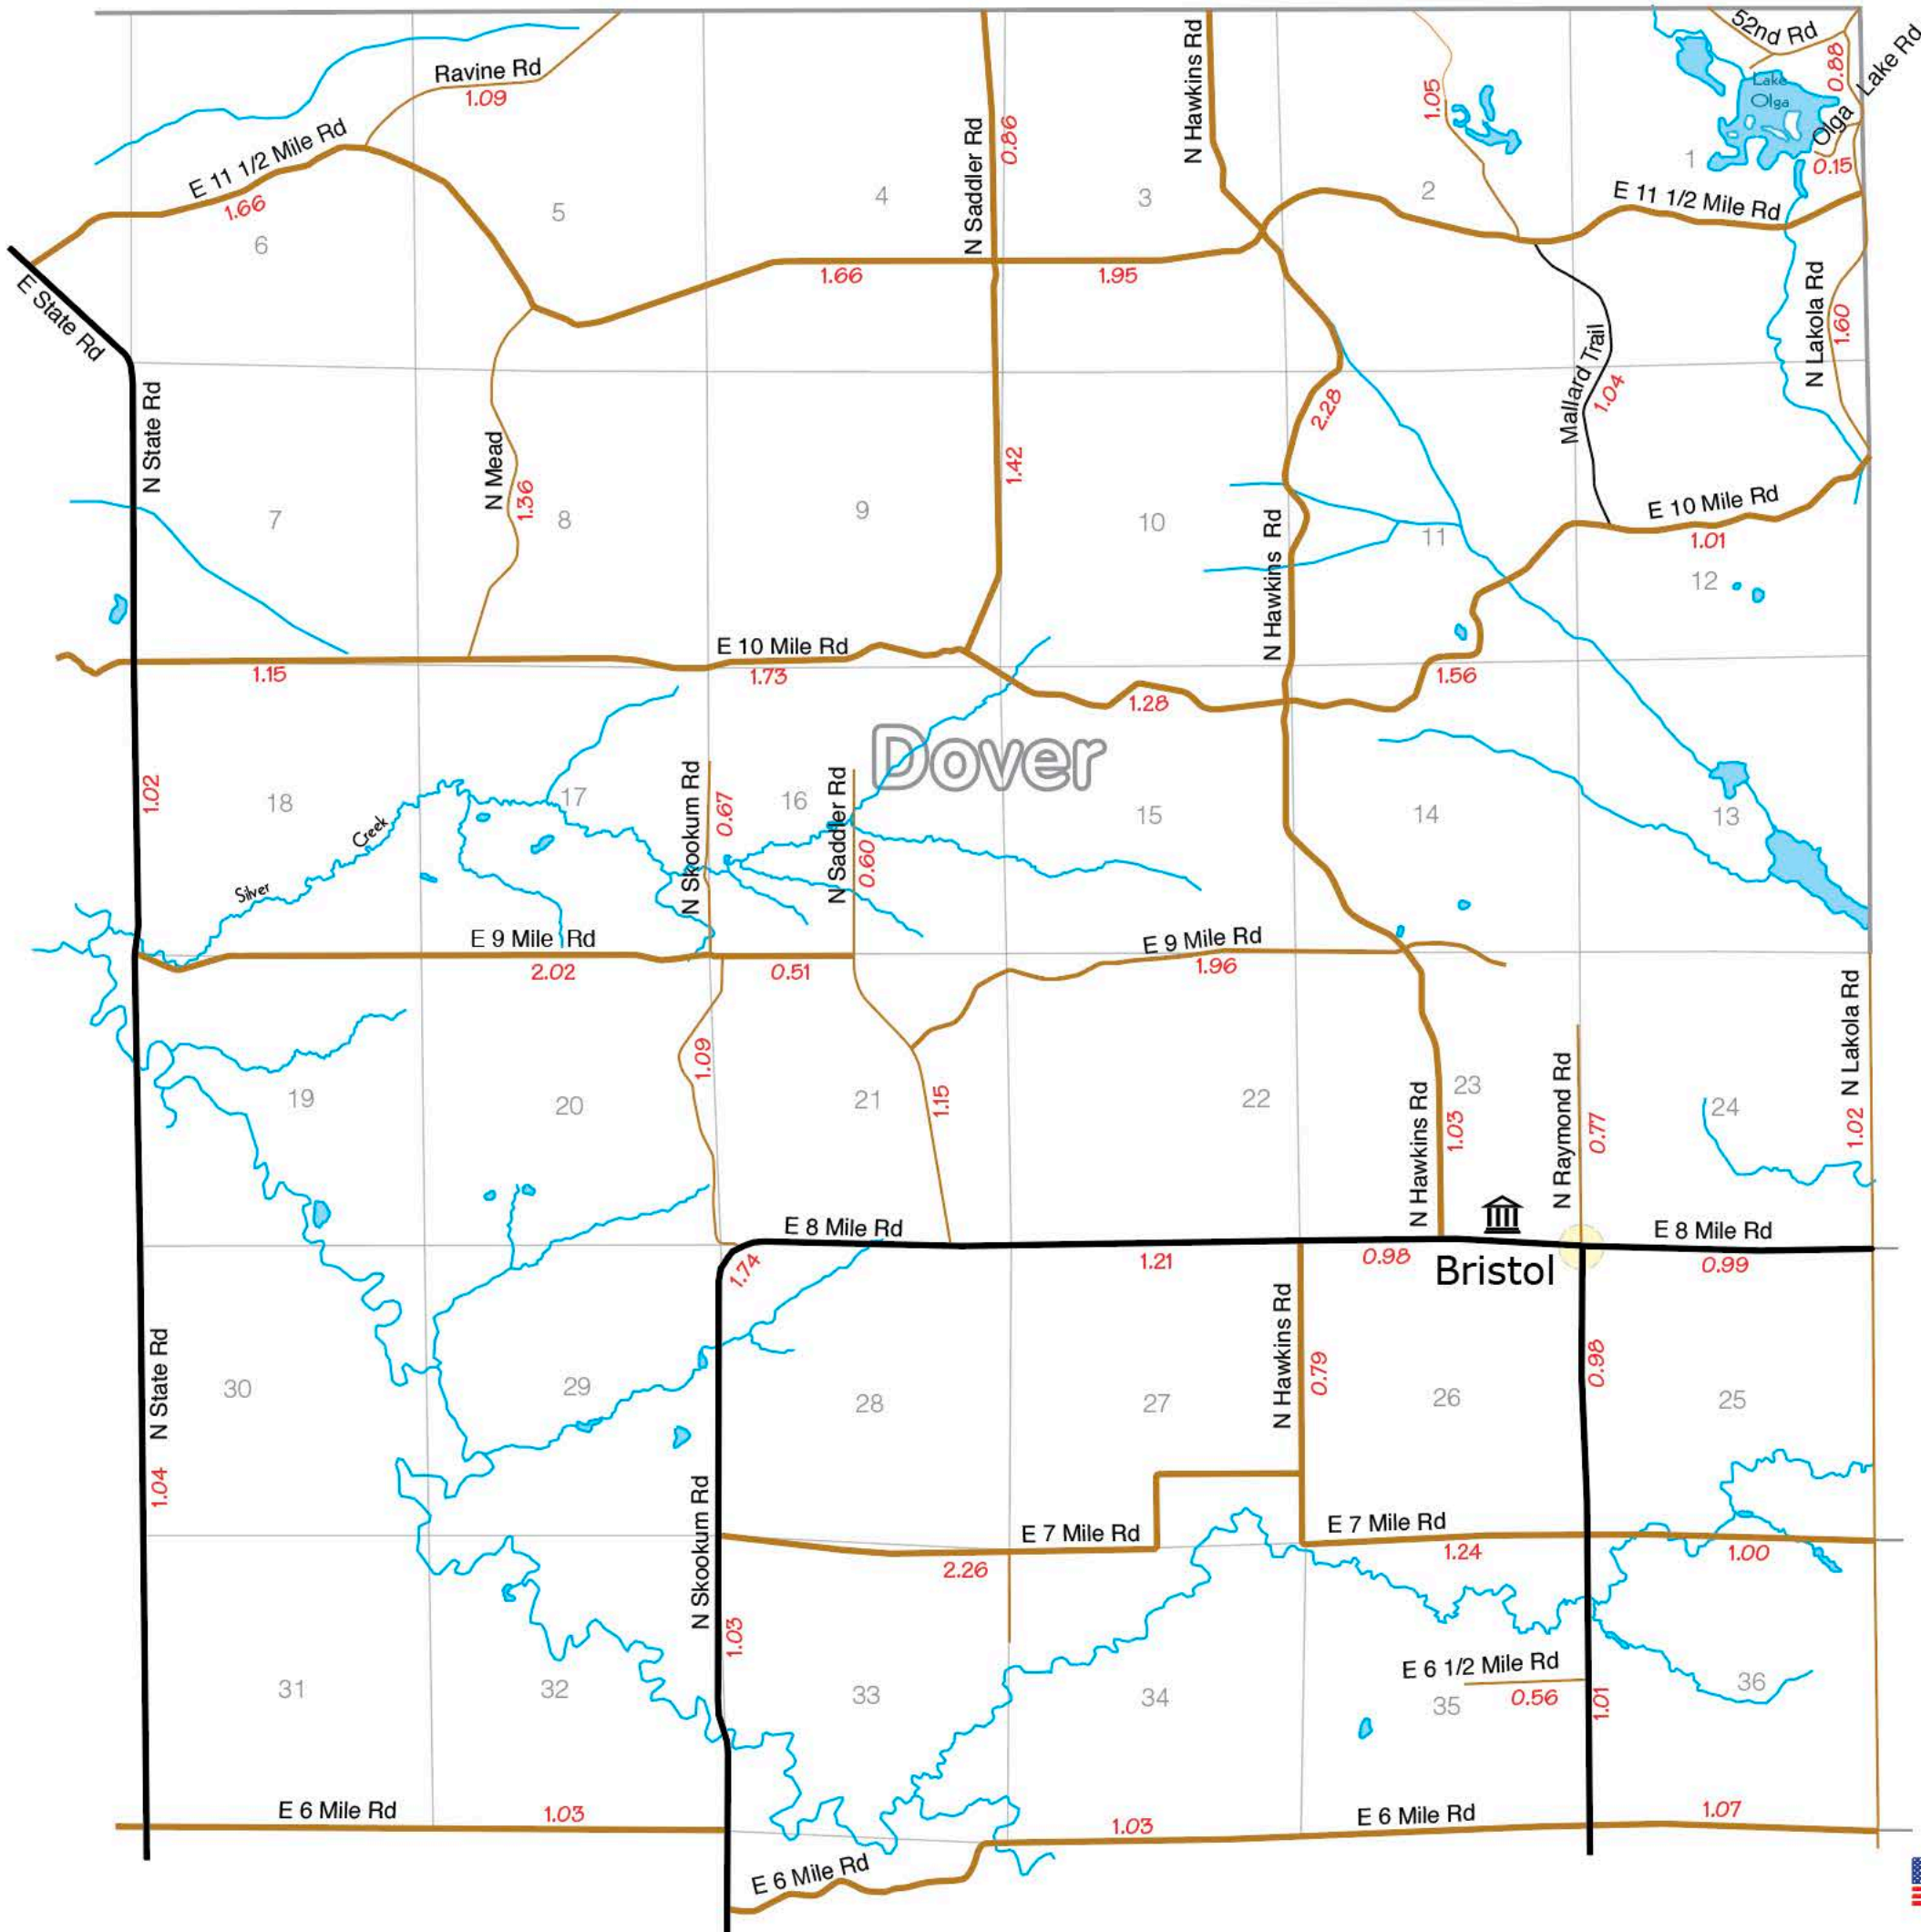 52nd Rd
N Hawkins Rd
Ravine Rd
1.09
1.05
0.88
Lake Rd
Lake
Olga
Olga
0.15
1
E 11 1/2 Mile Rd
1.66
N Saddler Rd
0.86
6
5
4
3
2
E 11 1/2 Mile Rd
1.66
1.95
E State Rd
N State Rd
N Lakola Rd
1.60
Mallard Trail
1.04
2.28
N Mead
1.36
1.42
7
8
9
10
11
E 10 Mile Rd
1.01
12
N Hawkins Rd
E 10 Mile Rd
1.15
1.73
1.28
1.56
Dover
1.02
18
17
N Skookum Rd
0.67
16
N Saddler Rd
0.60
15
14
13
Silver
Creek
E 9 Mile Rd
2.02
0.51
E 9 Mile Rd
1.96
N Lakola Rd
1.02
1.09
1.15
19
20
21
22
N Hawkins Rd
1.03
23
N Raymond Rd
0.77
24
E 8 Mile Rd
1.74
1.21
0.98
Bristol
E 8 Mile Rd
0.99
N State Rd
1.04
30
29
28
27
N Hawkins Rd
0.79
26
0.98
25
N Skookum Rd
1.03
E 7 Mile Rd
2.26
E 7 Mile Rd
1.24
1.00
31
32
33
34
E 6 1/2 Mile Rd
0.56
35
1.01
36
E 6 Mile Rd
1.03
1.03
E 6 Mile Rd
1.07
E 6 Mile Rd